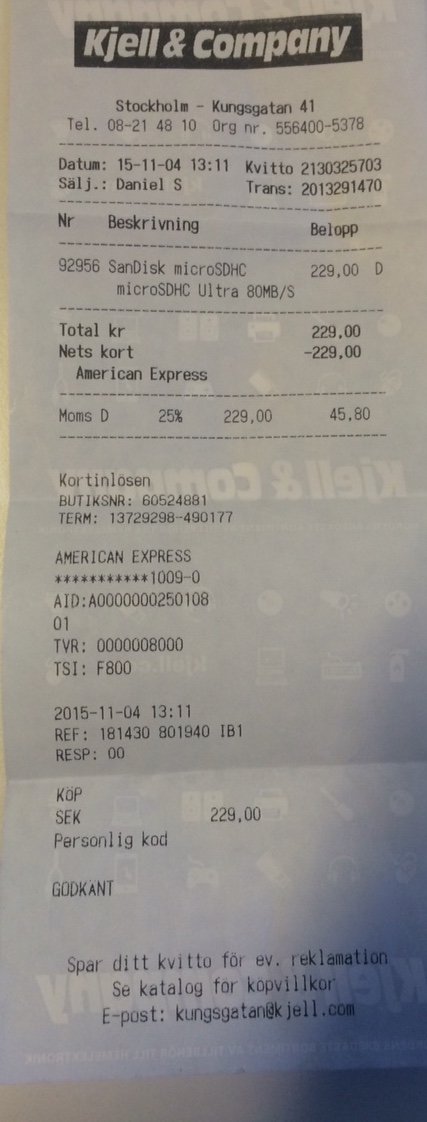 Kjell & Company
Stockholm - Kungsgatan 41
Tel. 08-21 48 10 Org nr. 556400-5378
Datum: 15-11-04 13:11 Kvitto 2130325703
Sälj.: Daniel S Trans: 2013291470
Nr Beskrivning Belopp
92956 SanDisk microSDHC 229,00 D
microSDHC Ultra 80MB/S
Total kr 229,00
Nets kort -229,00
American Express
Moms D 25% 229,00 45,80
Kortinlösen
BUTIKSNR: 60524881
TERM: 13729298-490177
AMERICAN EXPRESS
***********1009-0
AID:A0000000250108
01
TVR: 0000008000
TSI: F800
2015-11-04 13:11
REF: 181430 801940 IB1
RESP: 00
KÖP
SEK 229,00
Personlig kod
GODKÄNT
Spar ditt kvitto för ev. reklamation
Se katalog för köpvillkor
E-post: kungsgatan@kjell.com